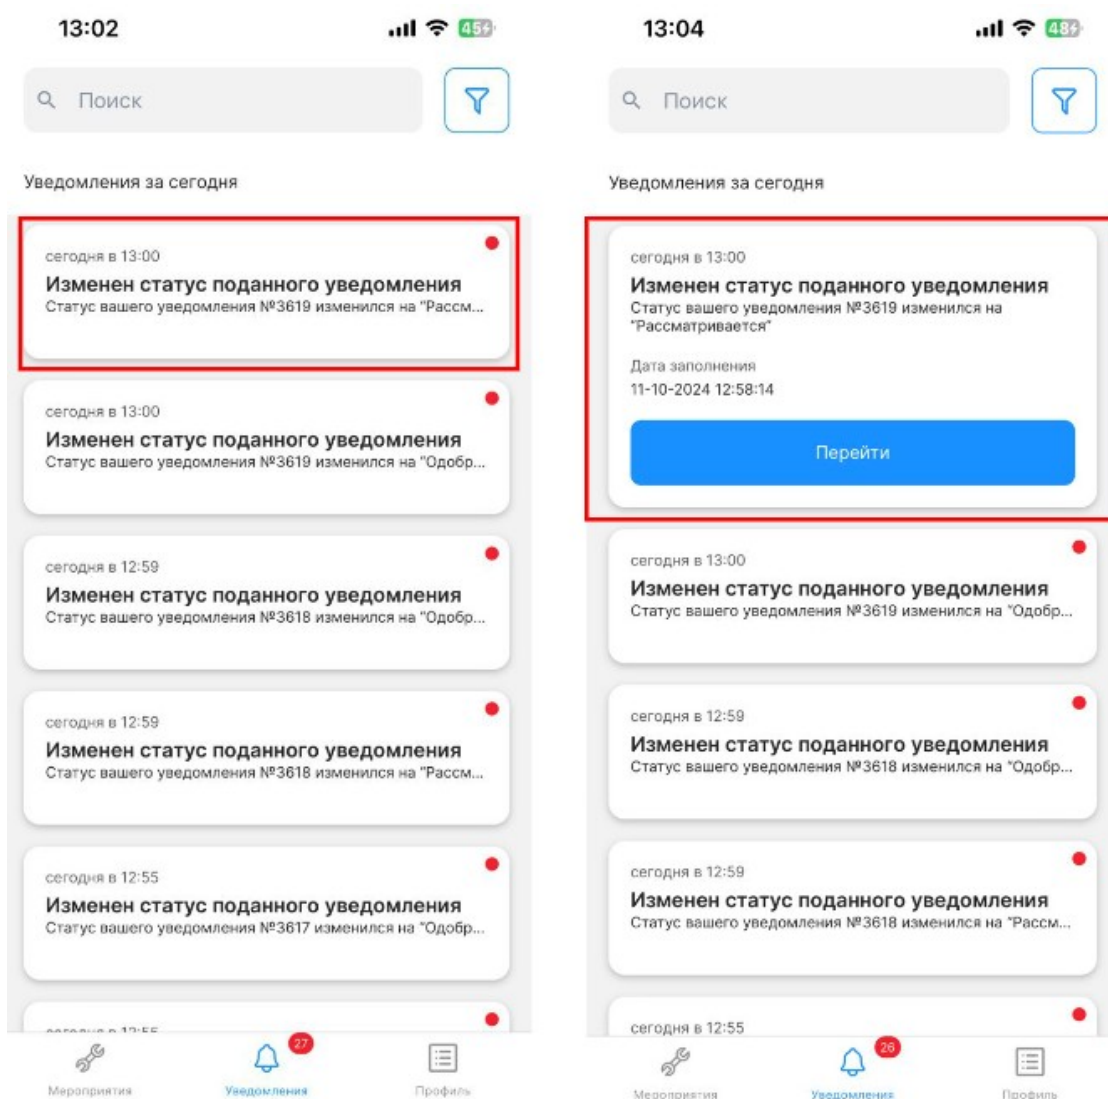 13:02
45
Поиск
Уведомления за сегодня
сегодня в 13:00
Изменен статус поданного уведомления
Статус вашего уведомления №3619 изменился на "Рассм...
сегодня в 13:00
Изменен статус поданного уведомления
Статус вашего уведомления №3619 изменился на "Одобр...
сегодня в 12:59
Изменен статус поданного уведомления
Статус вашего уведомления №3618 изменился на "Одобр...
сегодня в 12:59
Изменен статус поданного уведомления
Статус вашего уведомления №3618 изменился на "Рассм...
сегодня в 12:55
Изменен статус поданного уведомления
Статус вашего уведомления №3617 изменился на "Одобр...
сегодня в 12:55
27
Мероприятия
Уведомления
Профиль
13:04
48
Поиск
Уведомления за сегодня
сегодня в 13:00
Изменен статус поданного уведомления
Статус вашего уведомления №3619 изменился на
"Рассматривается"
Дата заполнения
11-10-2024 12:58:14
Перейти
сегодня в 13:00
Изменен статус поданного уведомления
Статус вашего уведомления №3619 изменился на "Одобр...
сегодня в 12:59
Изменен статус поданного уведомления
Статус вашего уведомления №3618 изменился на "Одобр...
сегодня в 12:59
Изменен статус поданного уведомления
Статус вашего уведомления №3618 изменился на "Рассм...
сегодня в 12:55
26
Мероприятия
Уведомления
Профиль